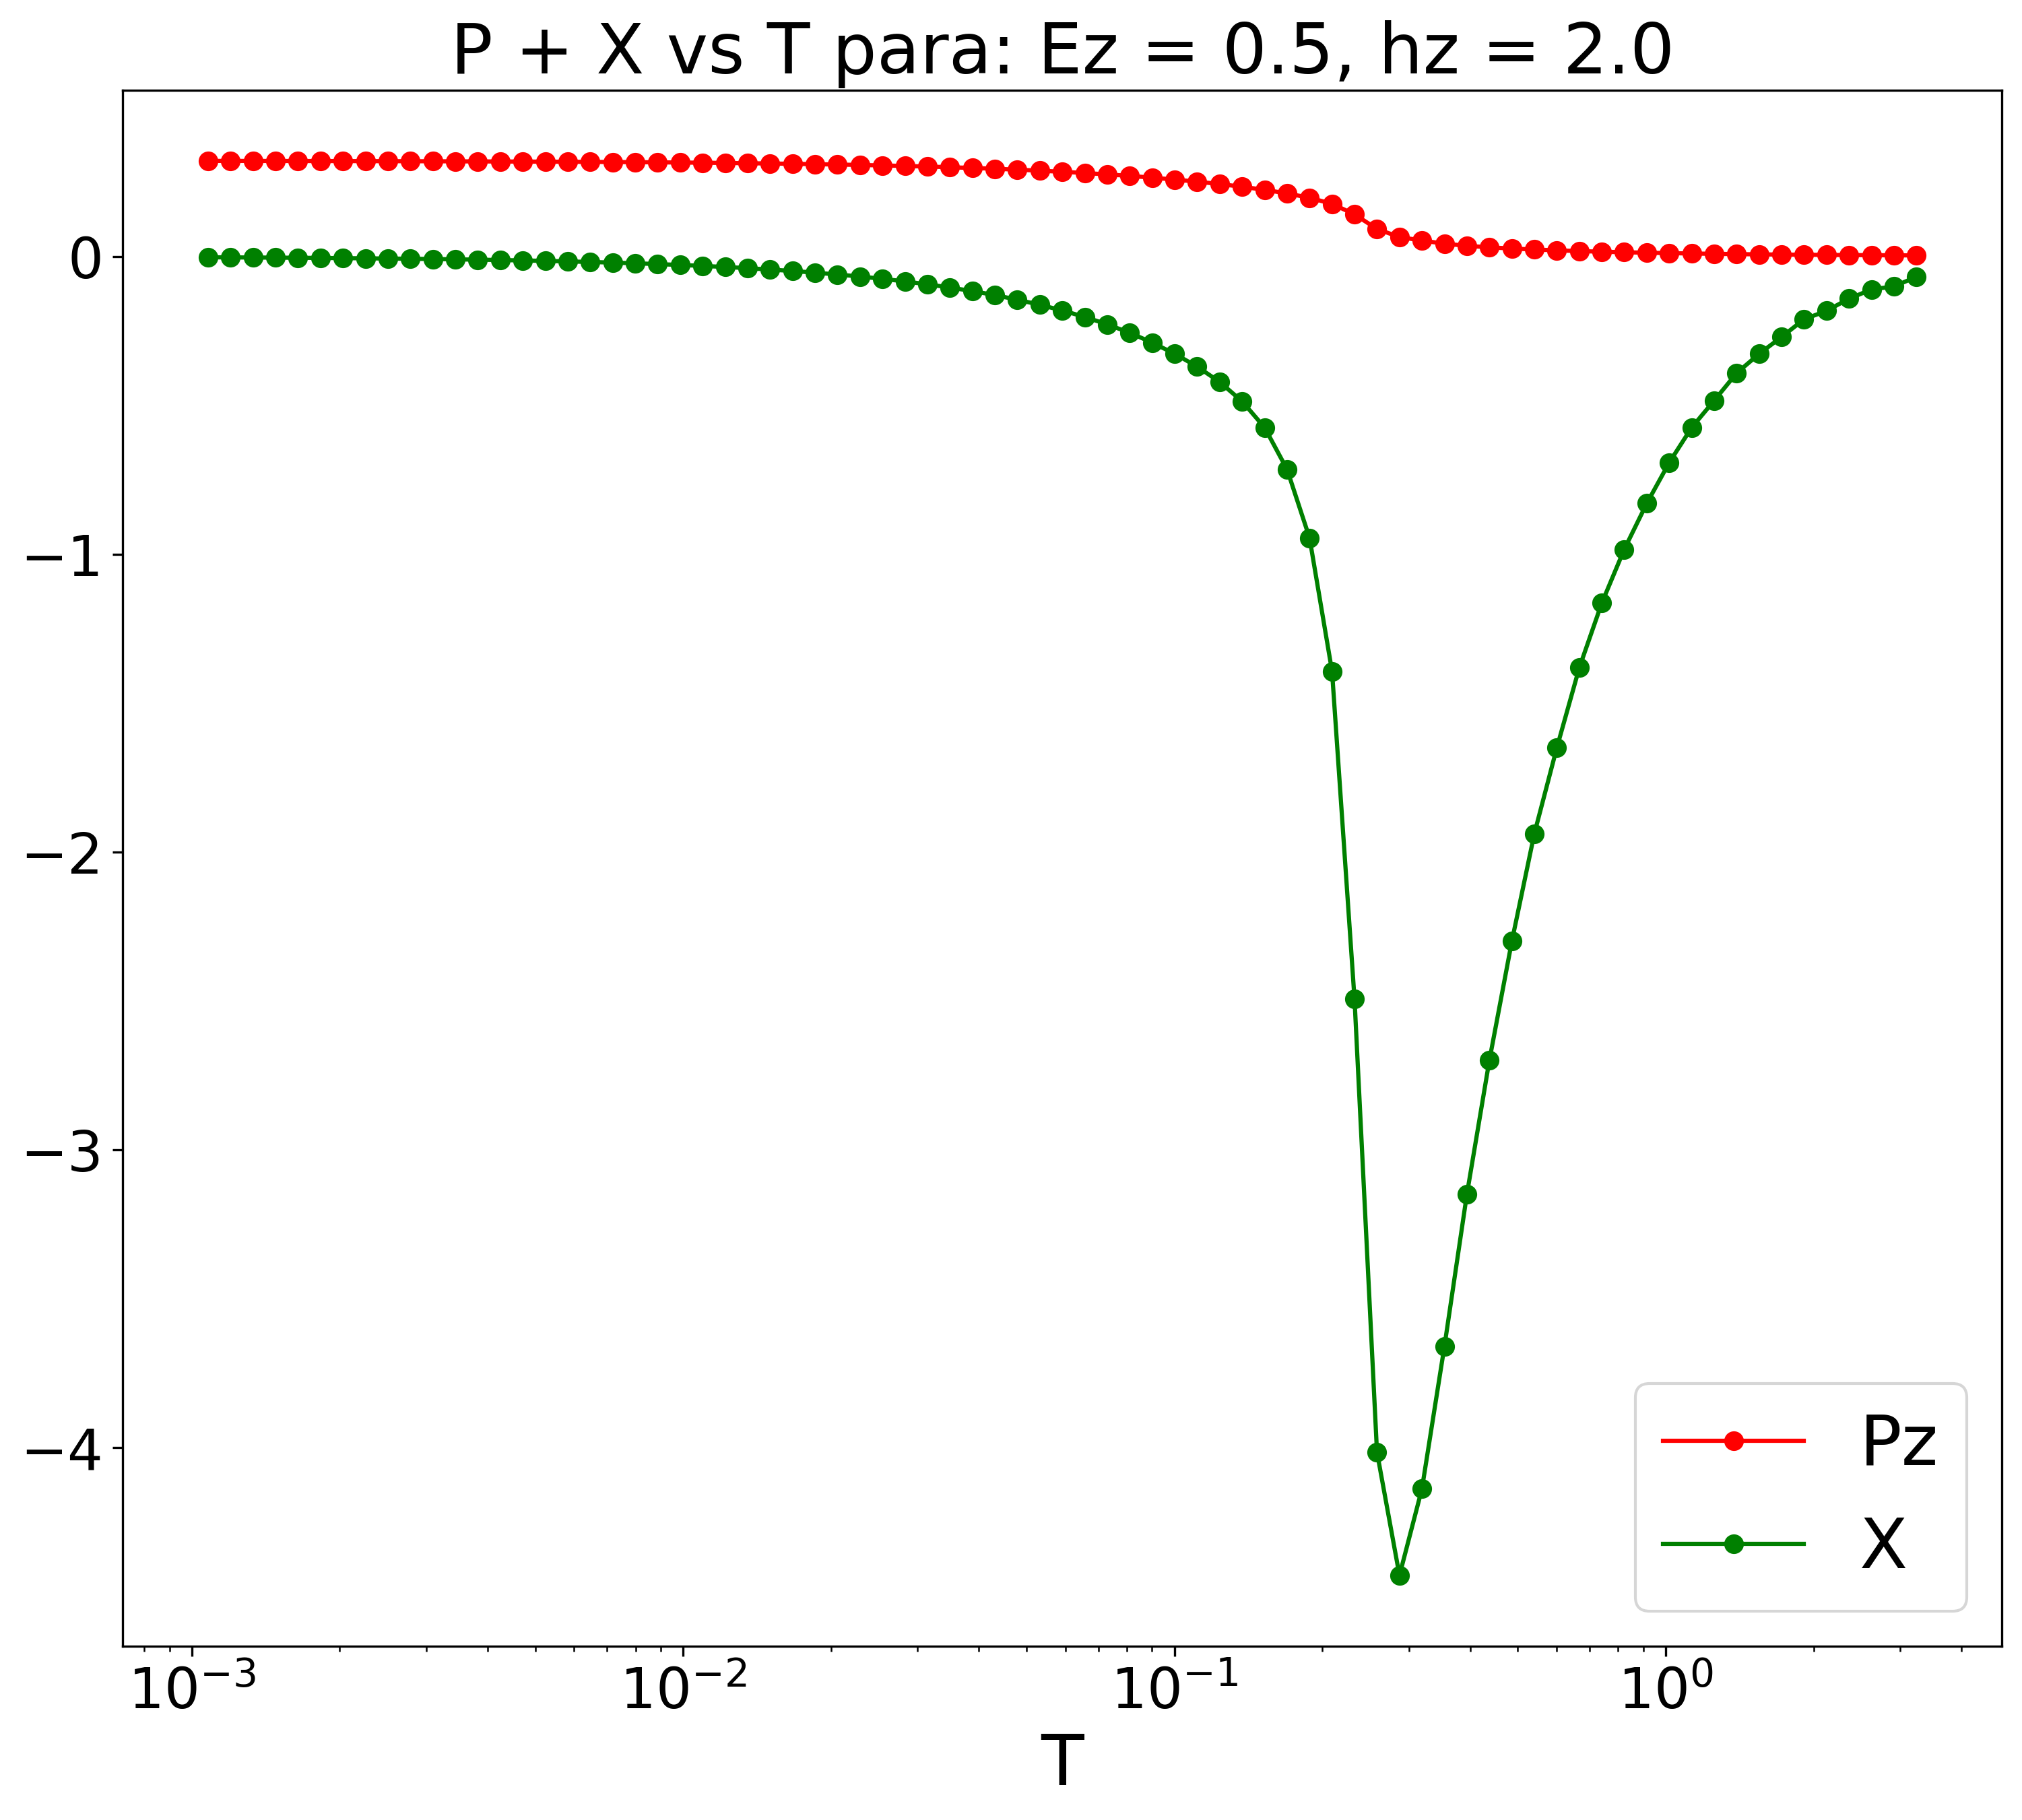 P + X vs T para: Ez = 0.5, hz = 2.0
0
−1
−2
−3
−4
Pz
X
10⁻³ 10⁻² 10⁻¹ 10⁰
T